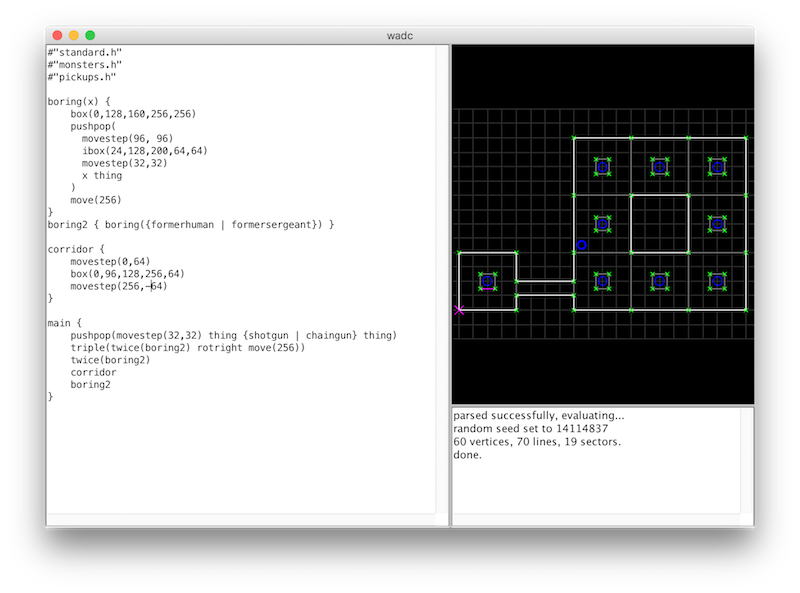 wadc
#"standard.h"
#"monsters.h"
#"pickups.h"
boring(x) {
    box(0,128,160,256,256)
    pushpop(
      movestep(96, 96)
      ibox(24,128,200,64,64)
      movestep(32,32)
      x thing
    )
    move(256)
}
boring2 { boring({formerhuman | formersergeant}) }
corridor {
    movestep(0,64)
    box(0,96,128,256,64)
    movestep(256,-64)
}
main {
    pushpop(movestep(32,32) thing {shotgun | chaingun} thing)
    triple(twice(boring2) rotright move(256))
    twice(boring2)
    corridor
    boring2
}
parsed successfully, evaluating...
random seed set to 14114837
60 vertices, 70 lines, 19 sectors.
done.